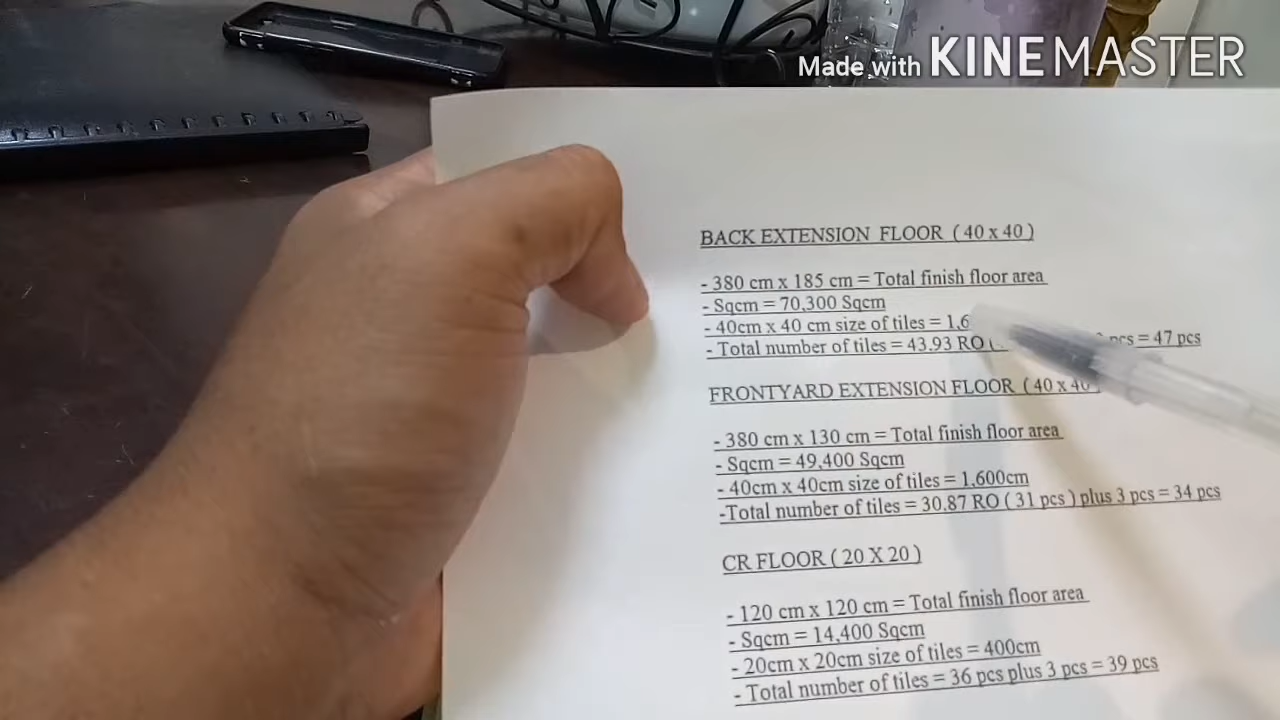 Made with KINEMASTER
BACK EXTENSION FLOOR ( 40 x 40 )
- 380 cm x 185 cm = Total finish floor area
- Sqcm = 70,300 Sqcm
- 40cm x 40 cm size of tiles = 1,6
- Total number of tiles = 43.93 RO ( pcs = 47 pcs
FRONTYARD EXTENSION FLOOR ( 40 x 40
- 380 cm x 130 cm = Total finish floor area
- Sqcm = 49,400 Sqcm
- 40cm x 40cm size of tiles = 1,600cm
-Total number of tiles = 30.87 RO ( 31 pcs ) plus 3 pcs = 34 pcs
CR FLOOR ( 20 X 20 )
- 120 cm x 120 cm = Total finish floor area
- Sqcm = 14,400 Sqcm
- 20cm x 20cm size of tiles = 400cm
- Total number of tiles = 36 pcs plus 3 pcs = 39 pcs